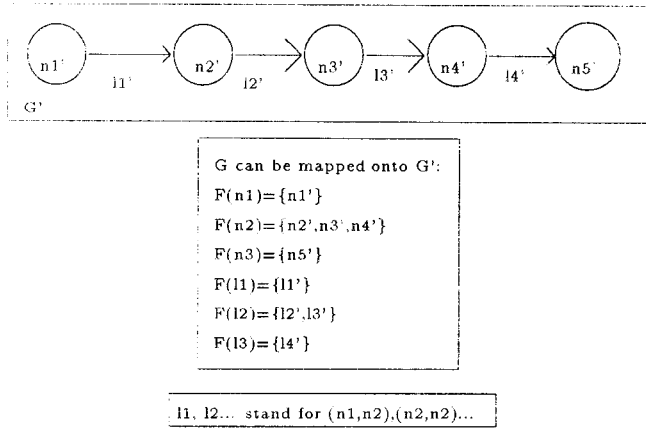 n1' n2' n3' n4' n5'
l1' l2' l3' l4'
G'
G can be mapped onto G':
F(n1)={n1'}
F(n2)={n2',n3',n4'}
F(n3)={n5'}
F(l1)={l1'}
F(l2)={l2',l3'}
F(l3)={l4'}
l1, l2... stand for (n1,n2),(n2,n2)...